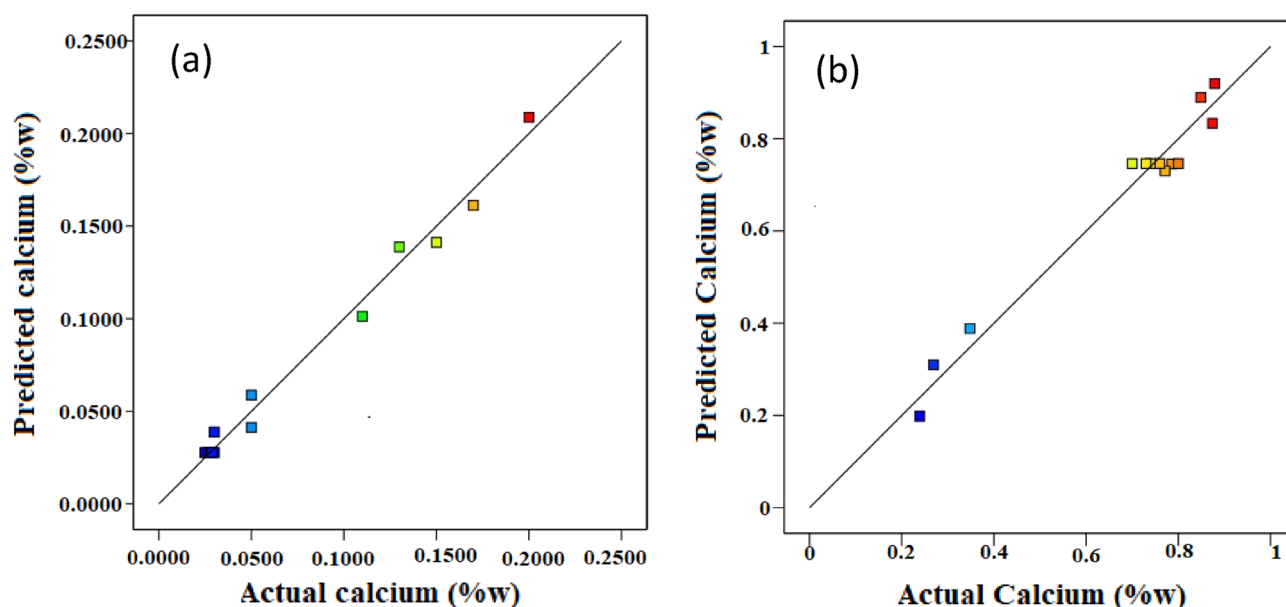 (a)
Predicted calcium (%w)
0.2500
0.2000
0.1500
0.1000
0.0500
0.0000
0.0000 0.0500 0.1000 0.1500 0.2000 0.2500
Actual calcium (%w)
(b)
Predicted Calcium (%w)
1
0.8
0.6
0.4
0.2
0
0 0.2 0.4 0.6 0.8 1
Actual Calcium (%w)